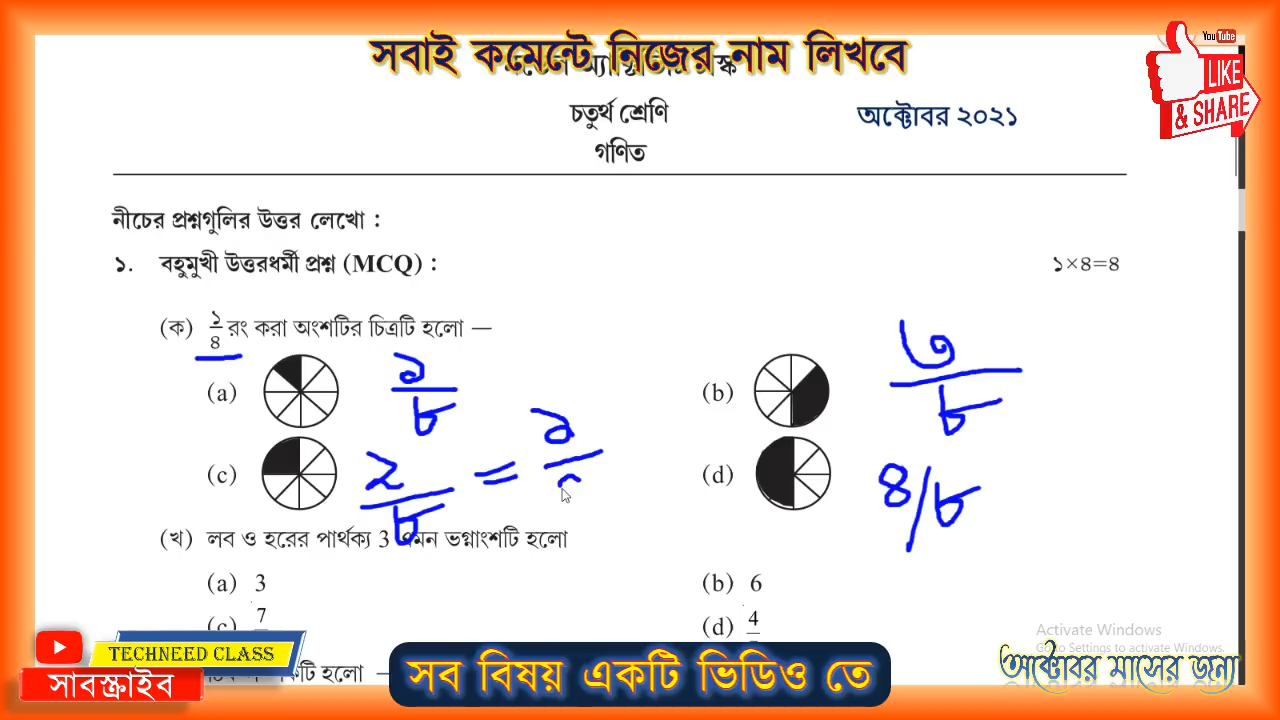 সবাই কমেন্টে নিজের নাম লিখবে
YouTube
LIKE
& SHARE
চতুর্থ শ্রেণি
অক্টোবর ২০২১
গণিত
নীচের প্রশ্নগুলির উত্তর লেখো :
১. বহুমুখী উত্তরধর্মী প্রশ্ন (MCQ) : ১×৪=৪
(ক) ১/৪ রং করা অংশটির চিত্রটি হলো —
(a) ১/৮ (b) ৩/৮
(c) ২/৮ = ১/ (d) ৪/৮
(খ) লব ও হরের পার্থক্য 3 এমন ভগ্নাংশটি হলো
(a) 3 (b) 6
(c) 7 (d) 4
Activate Windows
Go to Settings to activate Windows.
TECHNEED CLASS
সাবস্ক্রাইব
টি হলো —
সব বিষয় একটি ভিডিও তে
অক্টোবর মাসের জন্য